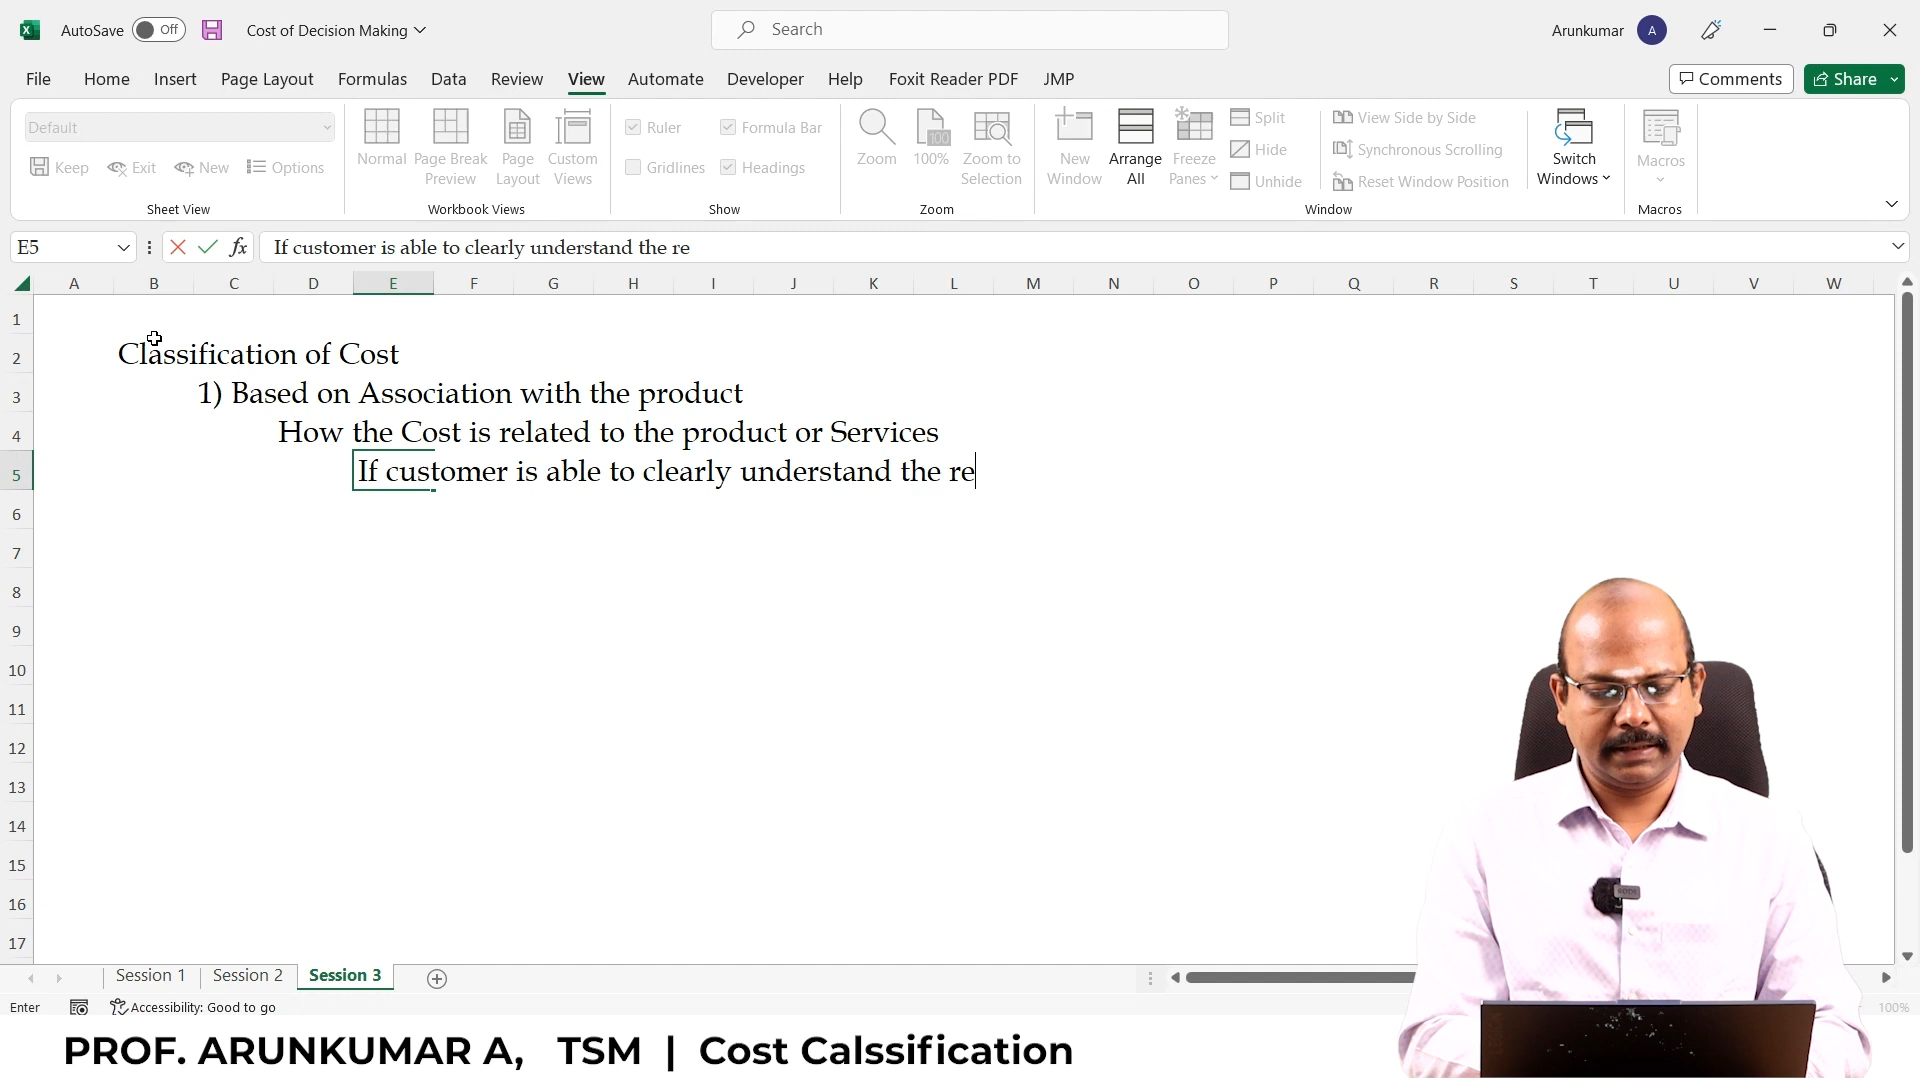 AutoSave Off Cost of Decision Making Search Arunkumar A
File Home Insert Page Layout Formulas Data Review View Automate Developer Help Foxit Reader PDF JMP Comments Share
Default
Keep Exit New Options
Sheet View
Normal Page Break Preview Page Layout Custom Views
Workbook Views
Ruler Formula Bar
Gridlines Headings
Show
Zoom 100% Zoom to Selection
Zoom
New Window Arrange All Freeze Panes
Split View Side by Side
Hide Synchronous Scrolling
Unhide Reset Window Position
Switch Windows
Window
Macros
Macros
E5 fx If customer is able to clearly understand the re
A B C D E F G H I J K L M N O P Q R S T U V W
1
2 Classification of Cost
3 1) Based on Association with the product
4 How the Cost is related to the product or Services
5 If customer is able to clearly understand the re
6
7
8
9
10
11
12
13
14
15
16
17
Session 1 Session 2 Session 3
Enter Accessibility: Good to go 100%
PROF. ARUNKUMAR A, TSM | Cost Calssification